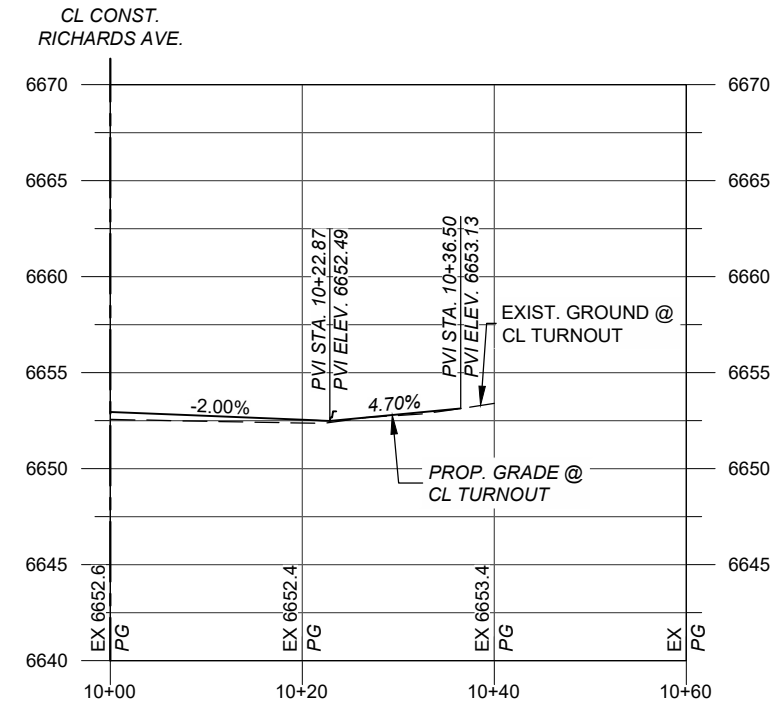 CL CONST.
RICHARDS AVE.
6670
6670
6665
6665
6660
6660
6655
6655
6650
6650
6645
6645
6640
6640
PVI STA. 10+22.87
PVI ELEV. 6652.49
PVI STA. 10+36.50
PVI ELEV. 6653.13
EXIST. GROUND @
CL TURNOUT
-2.00%
4.70%
PROP. GRADE @
CL TURNOUT
EX 6652.6
PG
EX 6652.4
PG
EX 6653.4
PG
EX
PG
10+00
10+20
10+40
10+60